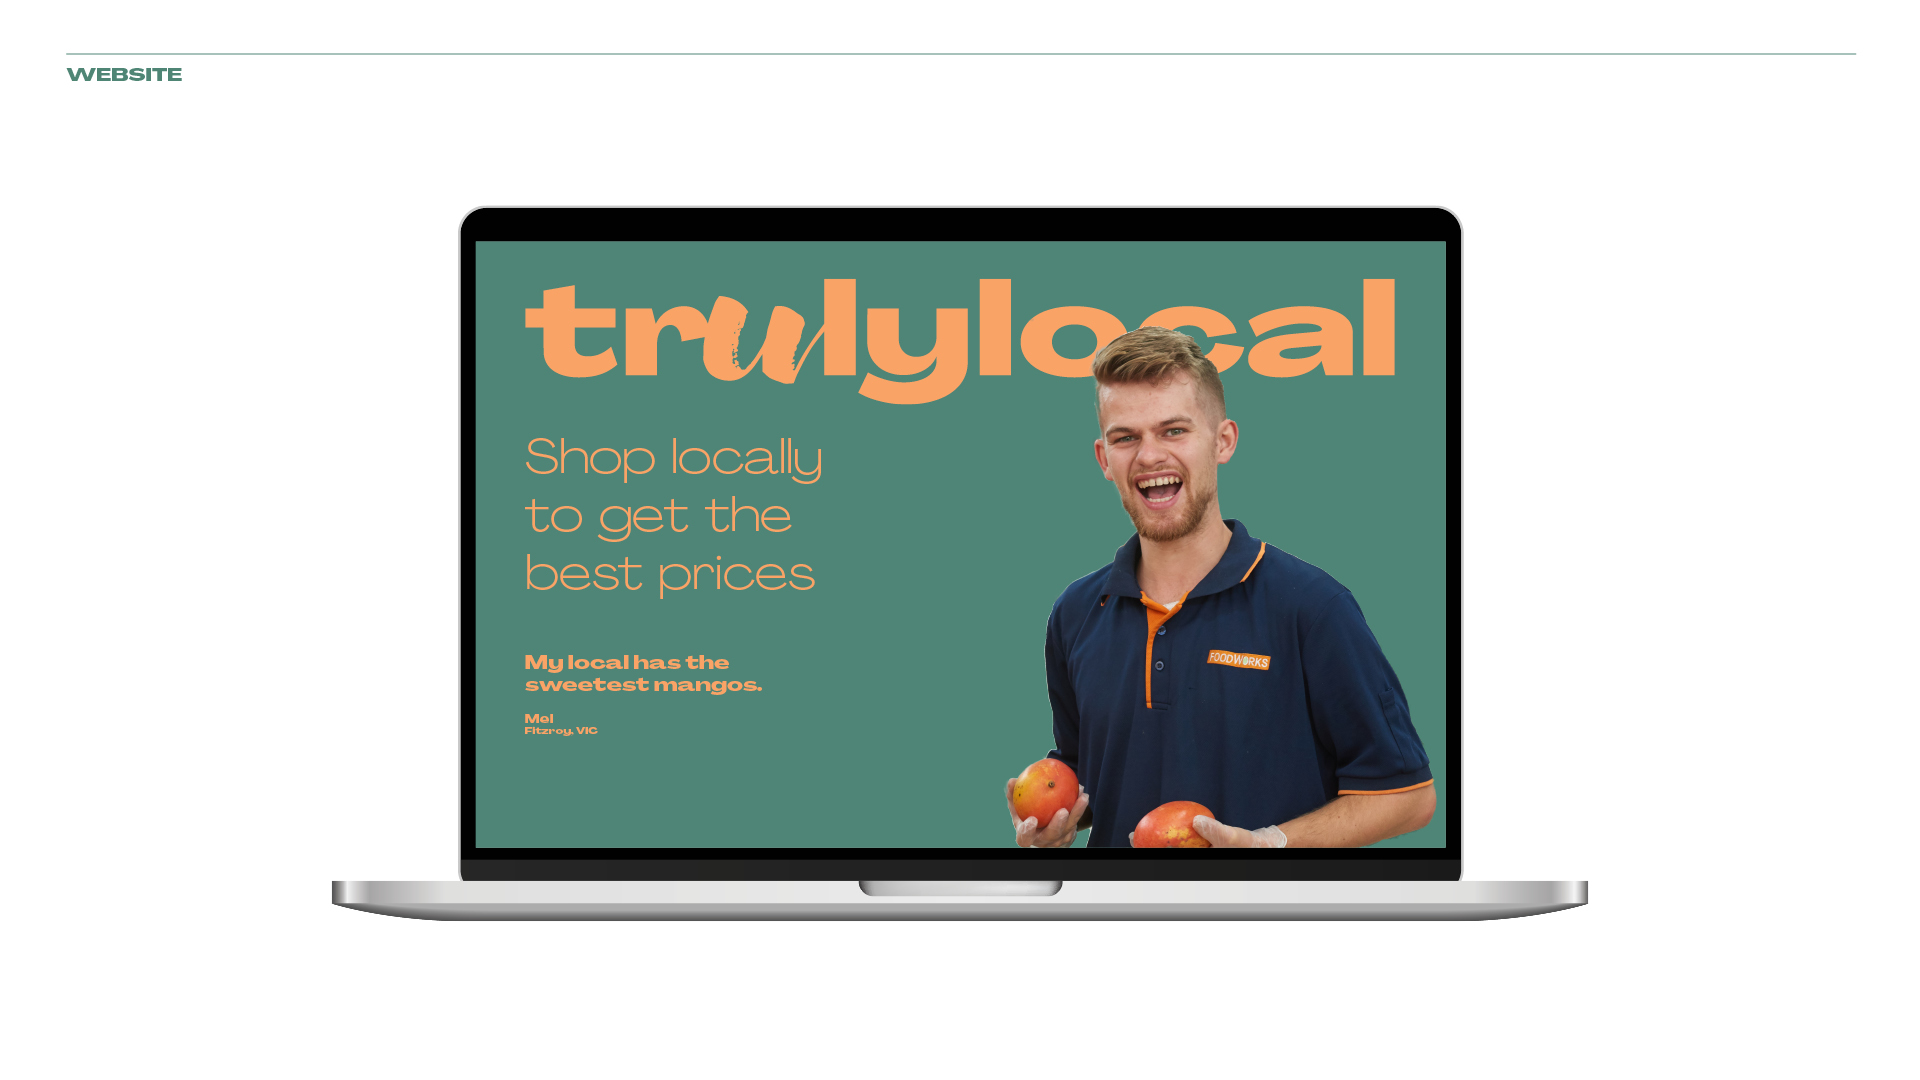 WEBSITE
trulylocal
Shop locally
to get the
best prices
My local has the
sweetest mangos.
Mel
Fitzroy, VIC
FOODWORKS